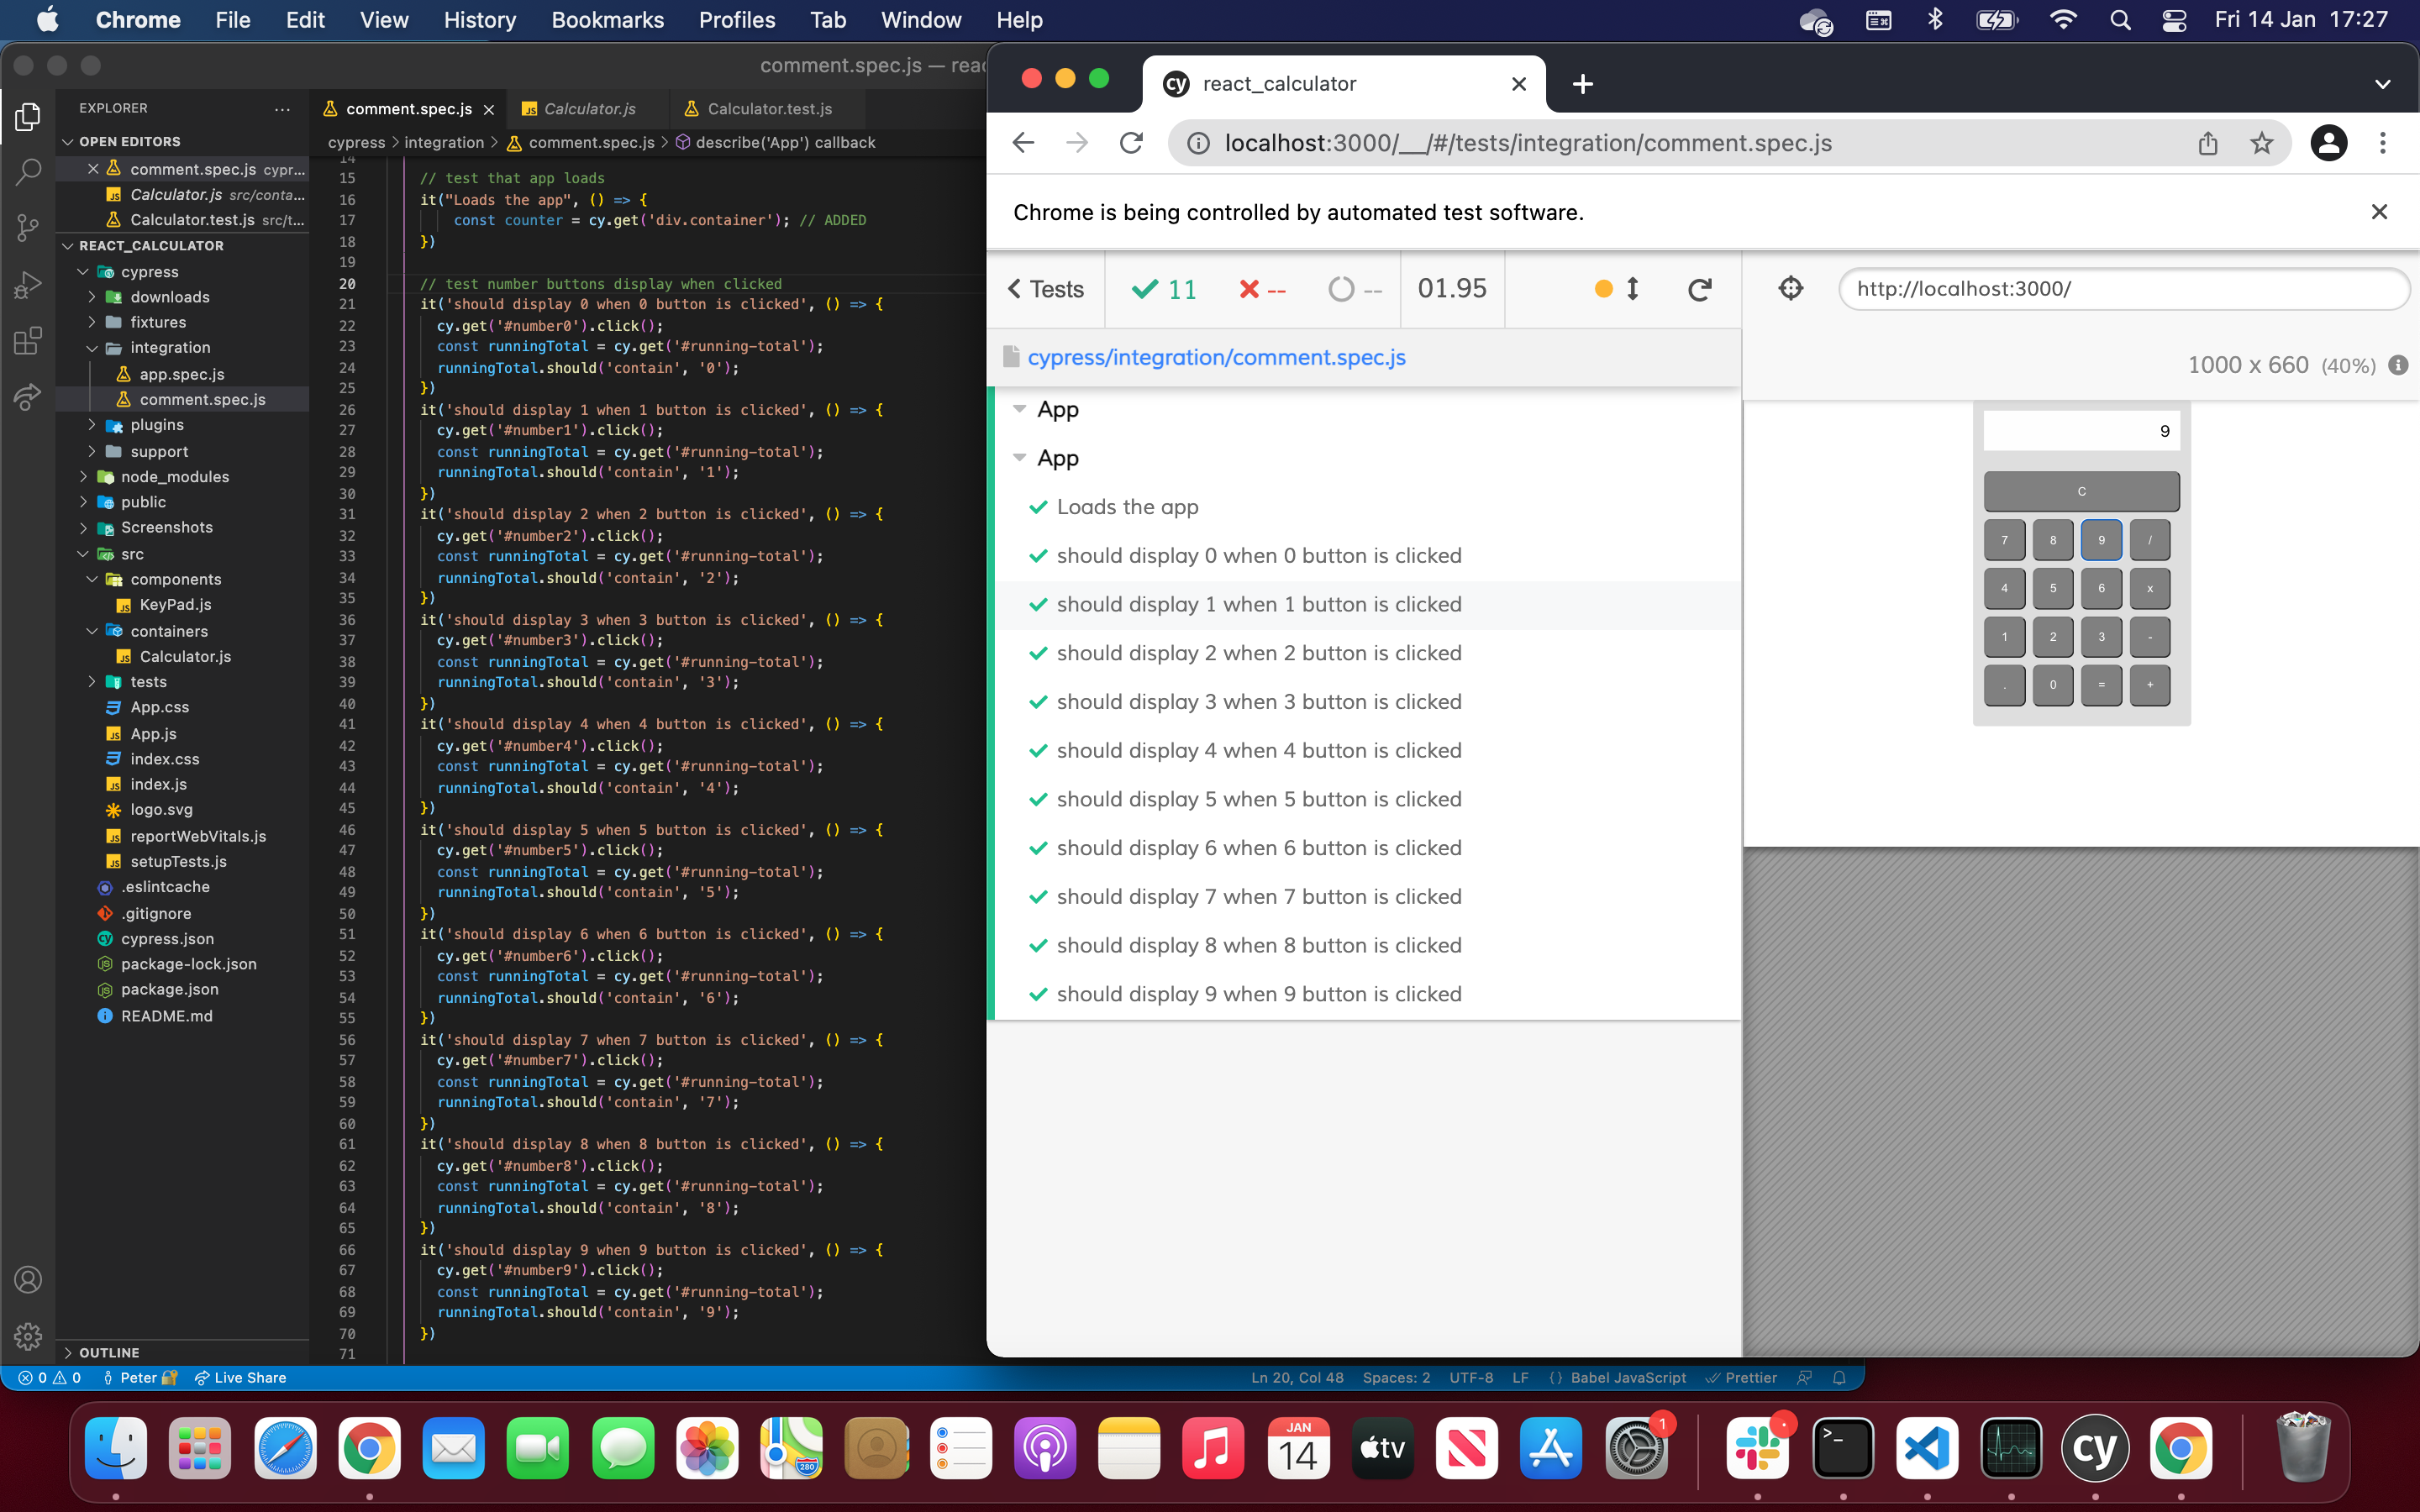 Chrome File Edit View History Bookmarks Profiles Tab Window Help Fri 14 Jan 17:27
comment.spec.js — reac
EXPLORER ...
OPEN EDITORS
comment.spec.js cypr...
Calculator.js src/conta...
Calculator.test.js src/t...
REACT_CALCULATOR
cypress
downloads
fixtures
integration
app.spec.js
comment.spec.js
plugins
support
node_modules
public
Screenshots
src
components
KeyPad.js
containers
Calculator.js
tests
App.css
App.js
index.css
index.js
logo.svg
reportWebVitals.js
setupTests.js
.eslintcache
.gitignore
cypress.json
package-lock.json
package.json
README.md
OUTLINE
comment.spec.js Calculator.js Calculator.test.js
cypress > integration > comment.spec.js > describe('App') callback
14
15 // test that app loads
16 it("Loads the app", () => {
17 const counter = cy.get('div.container'); // ADDED
18 })
19
20 // test number buttons display when clicked
21 it('should display 0 when 0 button is clicked', () => {
22 cy.get('#number0').click();
23 const runningTotal = cy.get('#running-total');
24 runningTotal.should('contain', '0');
25 })
26 it('should display 1 when 1 button is clicked', () => {
27 cy.get('#number1').click();
28 const runningTotal = cy.get('#running-total');
29 runningTotal.should('contain', '1');
30 })
31 it('should display 2 when 2 button is clicked', () => {
32 cy.get('#number2').click();
33 const runningTotal = cy.get('#running-total');
34 runningTotal.should('contain', '2');
35 })
36 it('should display 3 when 3 button is clicked', () => {
37 cy.get('#number3').click();
38 const runningTotal = cy.get('#running-total');
39 runningTotal.should('contain', '3');
40 })
41 it('should display 4 when 4 button is clicked', () => {
42 cy.get('#number4').click();
43 const runningTotal = cy.get('#running-total');
44 runningTotal.should('contain', '4');
45 })
46 it('should display 5 when 5 button is clicked', () => {
47 cy.get('#number5').click();
48 const runningTotal = cy.get('#running-total');
49 runningTotal.should('contain', '5');
50 })
51 it('should display 6 when 6 button is clicked', () => {
52 cy.get('#number6').click();
53 const runningTotal = cy.get('#running-total');
54 runningTotal.should('contain', '6');
55 })
56 it('should display 7 when 7 button is clicked', () => {
57 cy.get('#number7').click();
58 const runningTotal = cy.get('#running-total');
59 runningTotal.should('contain', '7');
60 })
61 it('should display 8 when 8 button is clicked', () => {
62 cy.get('#number8').click();
63 const runningTotal = cy.get('#running-total');
64 runningTotal.should('contain', '8');
65 })
66 it('should display 9 when 9 button is clicked', () => {
67 cy.get('#number9').click();
68 const runningTotal = cy.get('#running-total');
69 runningTotal.should('contain', '9');
70 })
71
0 0 Peter Live Share Ln 20, Col 48 Spaces: 2 UTF-8 LF {} Babel JavaScript Prettier
cy react_calculator
localhost:3000/__/#/tests/integration/comment.spec.js
Chrome is being controlled by automated test software.
Tests 11 -- -- 01.95
http://localhost:3000/
1000 x 660 (40%)
cypress/integration/comment.spec.js
App
App
Loads the app
should display 0 when 0 button is clicked
should display 1 when 1 button is clicked
should display 2 when 2 button is clicked
should display 3 when 3 button is clicked
should display 4 when 4 button is clicked
should display 5 when 5 button is clicked
should display 6 when 6 button is clicked
should display 7 when 7 button is clicked
should display 8 when 8 button is clicked
should display 9 when 9 button is clicked
9
C
7 8 9 /
4 5 6 x
1 2 3 -
. 0 = +
280
JAN
14
tv
1
>_
cy